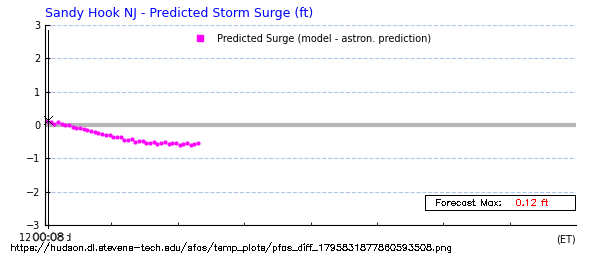 Sandy Hook NJ - Predicted Storm Surge (ft)
3
Predicted Surge (model - astron. prediction)
2
1
0
−1
−2
Forecast Max: 0.12 ft
−3
(ET)
https://hudson.dl.stevens-tech.edu/sfas/temp_plots/pfas_diff_1795831877860593508.png